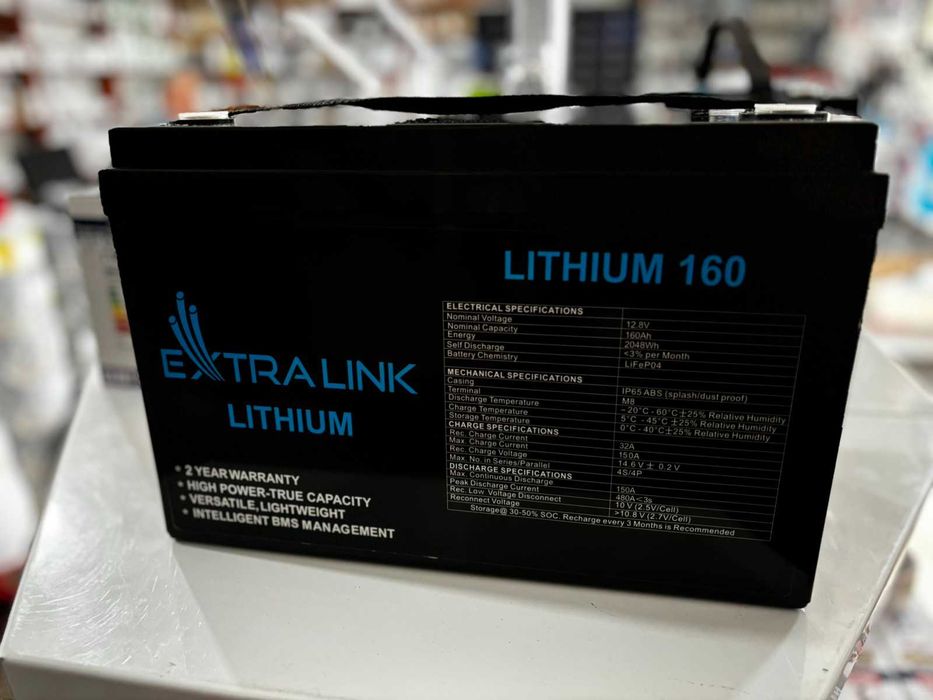 LITHIUM 160
EXTRALINK
LITHIUM
* 2 YEAR WARRANTY
* HIGH POWER-TRUE CAPACITY
* VERSATILE, LIGHTWEIGHT
* INTELLIGENT BMS MANAGEMENT
ELECTRICAL SPECIFICATIONS
Nominal Voltage 12.8V
Nominal Capacity 160Ah
Energy 2048Wh
Self Discharge <3% per Month
Battery Chemistry LiFeP04
MECHANICAL SPECIFICATIONS
Casing IP65 ABS (splash/dust proof)
Terminal M8
Discharge Temperature -20°C - 60°C ±25% Relative Humidity
Charge Temperature 5°C - 45°C ±25% Relative Humidity
Storage Temperature 0°C - 40°C ±25% Relative Humidity
CHARGE SPECIFICATIONS
Rec. Charge Current 32A
Max. Charge Current 150A
Rec. Charge Voltage 14.6V ± 0.2V
Max. No. in Series/Parallel 4S/4P
DISCHARGE SPECIFICATIONS
Max. Continuous Discharge 150A
Peak Discharge Current 480A<3s
Rec. Low Voltage Disconnect 10V (2.5V/Cell)
Reconnect Voltage >10.8V (2.7V/Cell)
Storage@ 30-50% SOC. Recharge every 3 Months is Recommended